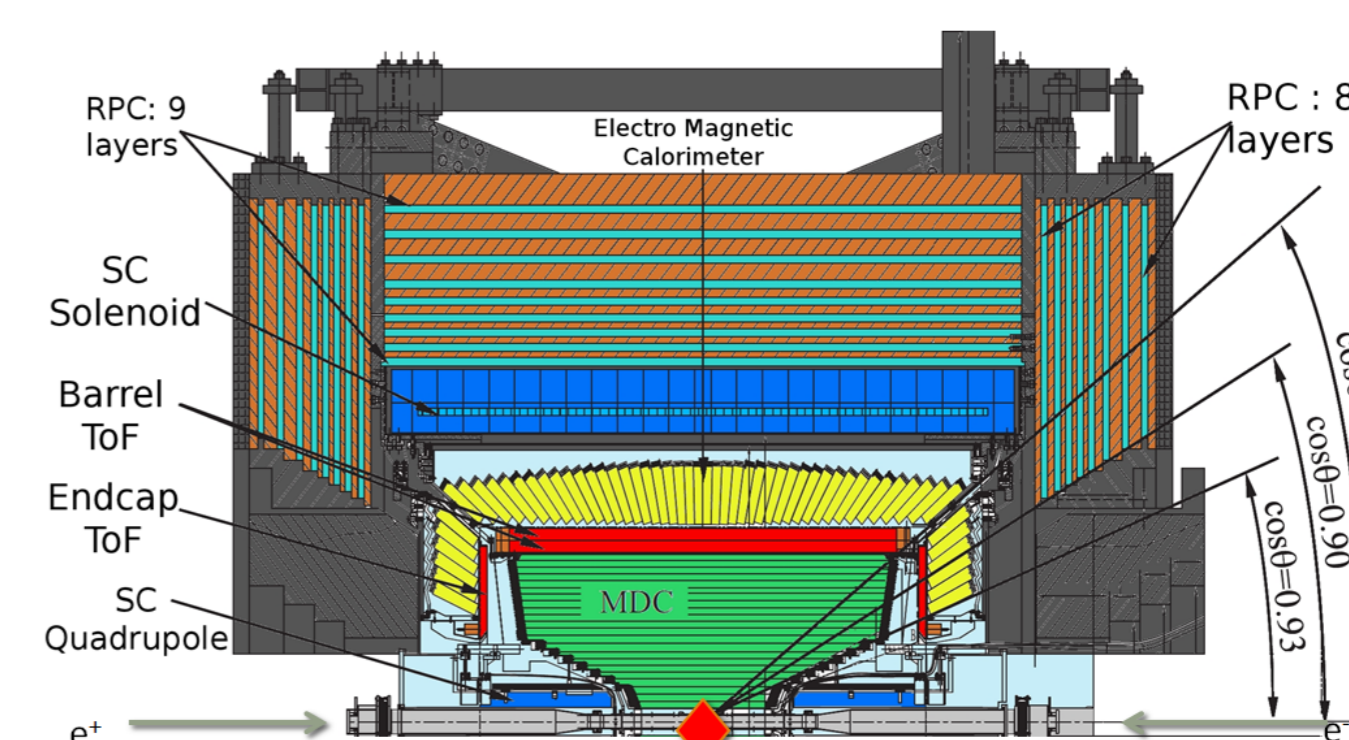 RPC: 9
layers
Electro Magnetic
Calorimeter
RPC : 8
layers
SC
Solenoid
Barrel
ToF
Endcap
ToF
SC
Quadrupole
MDC
cosθ=0.90
cosθ=0.93
e⁺
e⁻